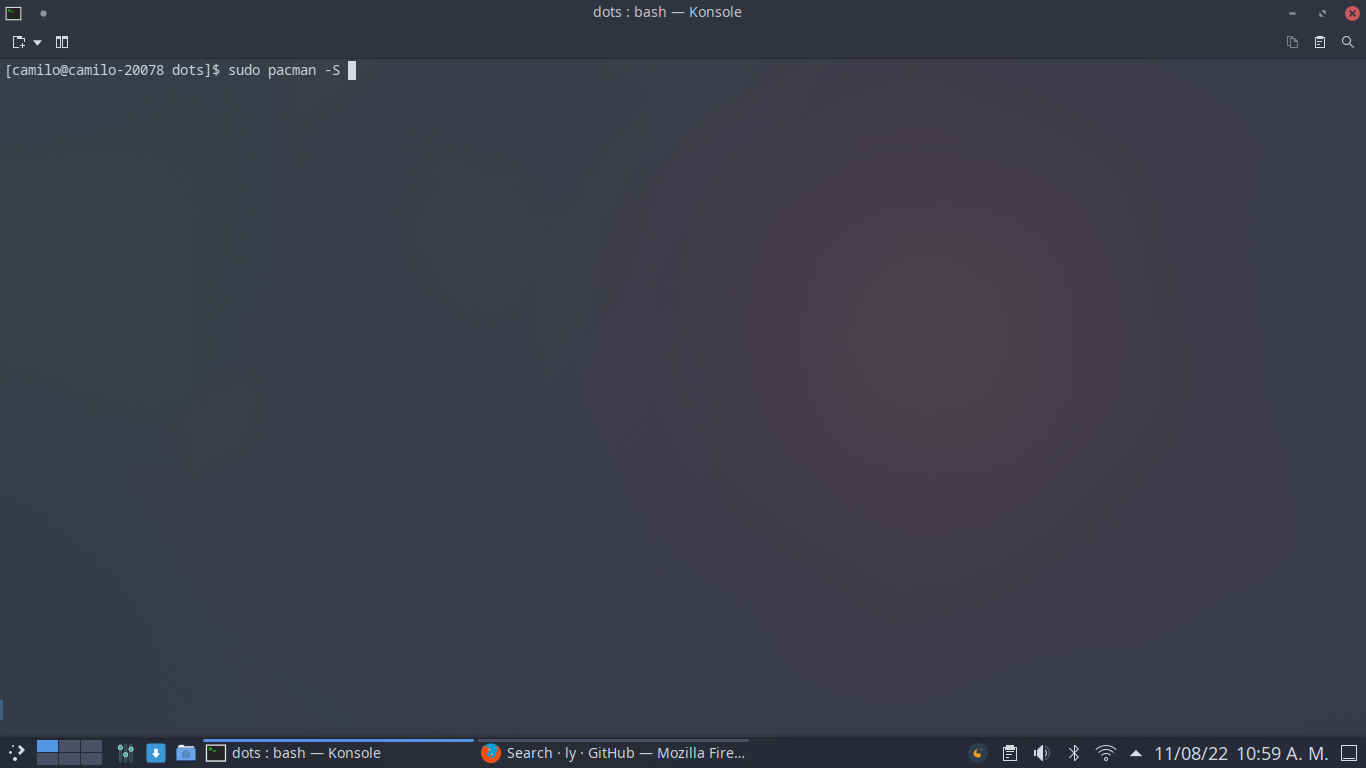 dots : bash — Konsole
[camilo@camilo-20078 dots]$ sudo pacman -S
dots : bash — Konsole
Search · ly · GitHub — Mozilla Fire...
11/08/22 10:59 A. M.